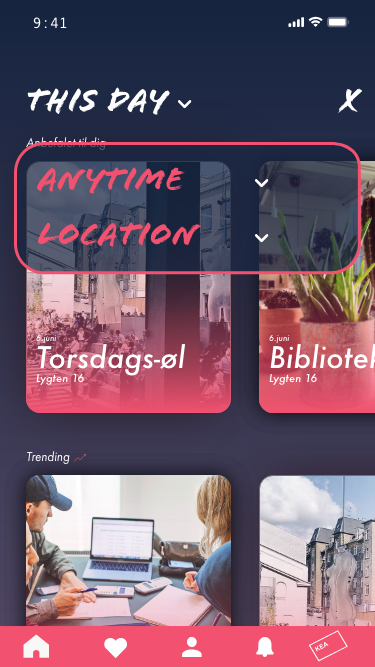 9:41
THIS DAY
X
Anbefalet til dig
ANYTIME
LOCATION
6.juni
Torsdags-øl
Lygten 16
6.juni
Bibliotek
Lygten 16
Trending
KEA